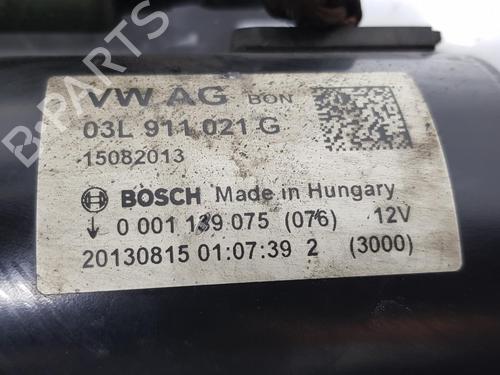 VW AG BON
03L 911 021 G
15082013
BOSCH Made in Hungary
0 001 139 075 (076) 12V
20130815 01:07:39 2 (3000)
B-Parts